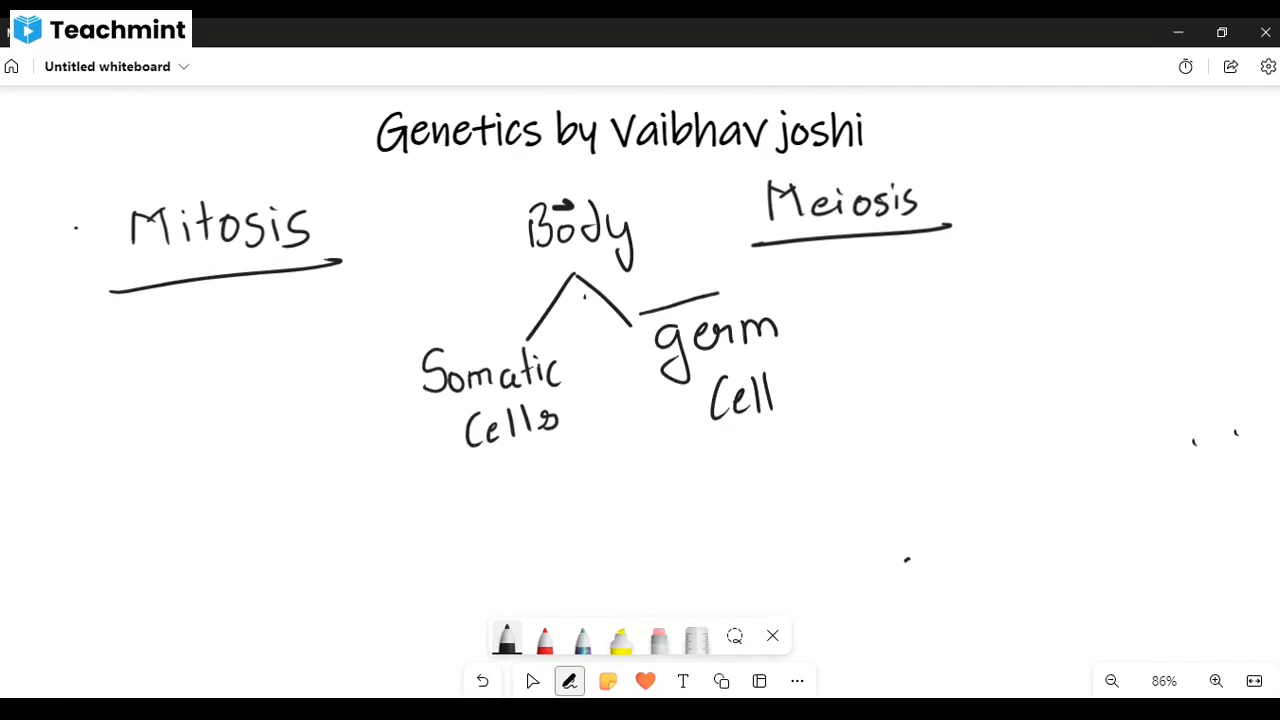 Teachmint
Untitled whiteboard
Genetics by Vaibhav joshi
Mitosis
Body
Meiosis
Somatic
Cells
germ
Cell
86%